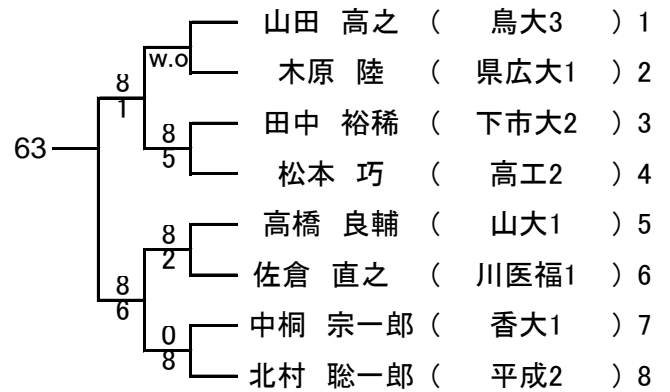 山田 高之 ( 鳥大3 ) 1
w.o
木原 陸 ( 県広大1 ) 2
8
1
田中 裕稀 ( 下市大2 ) 3
8
5
63
松本 巧 ( 高工2 ) 4
高橋 良輔 ( 山大1 ) 5
8
2
佐倉 直之 ( 川医福1 ) 6
8
6
中桐 宗一郎 ( 香大1 ) 7
0
8
北村 聡一郎 ( 平成2 ) 8